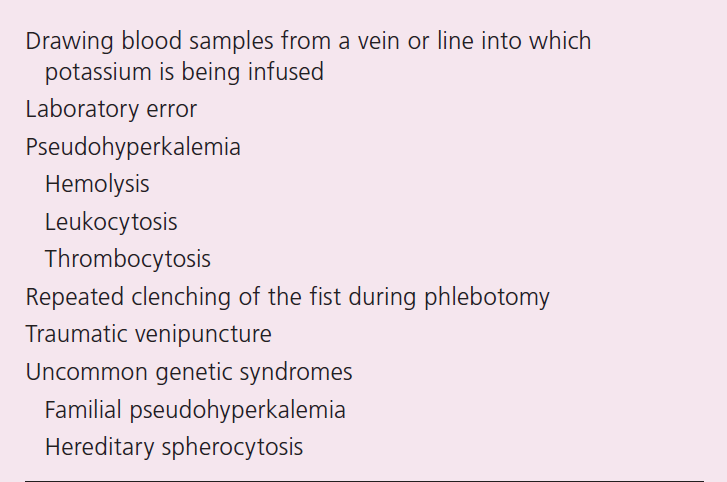 Drawing blood samples from a vein or line into which
potassium is being infused
Laboratory error
Pseudohyperkalemia
Hemolysis
Leukocytosis
Thrombocytosis
Repeated clenching of the fist during phlebotomy
Traumatic venipuncture
Uncommon genetic syndromes
Familial pseudohyperkalemia
Hereditary spherocytosis